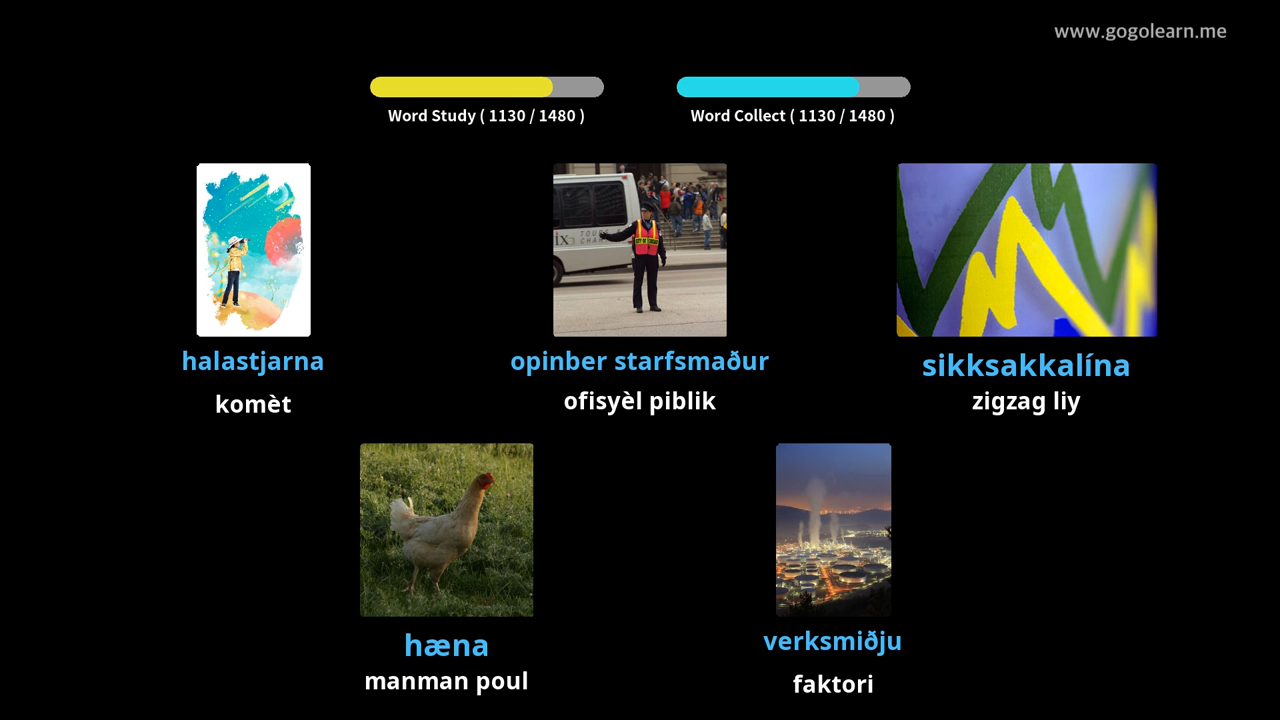 www.gogolearn.me
Word Study ( 1130 / 1480 )
Word Collect ( 1130 / 1480 )
halastjarna
komèt
opinber starfsmaður
ofisyèl piblik
sikksakkalína
zigzag liy
hæna
manman poul
verksmiðju
faktori